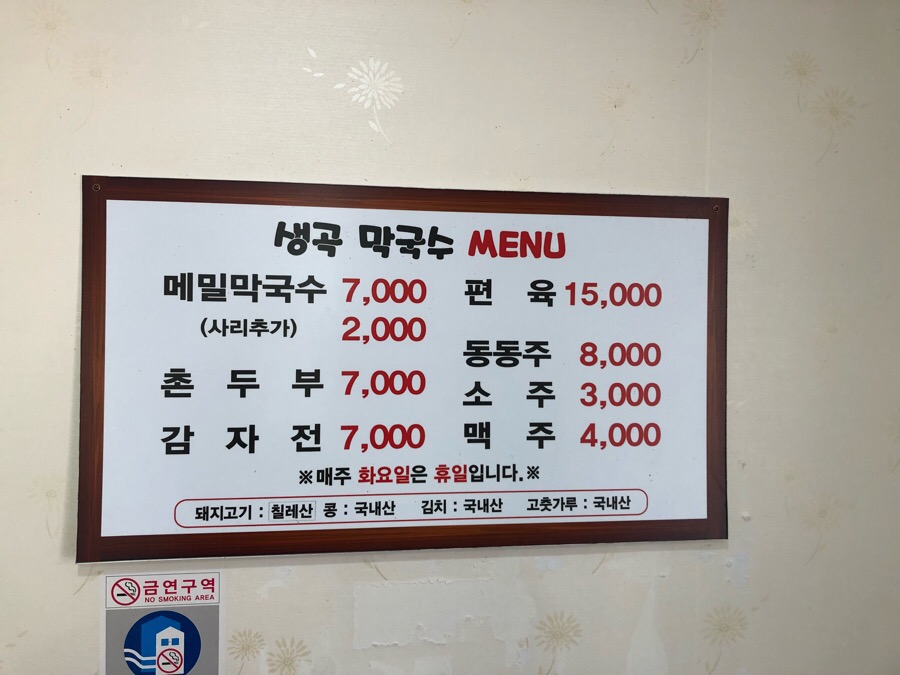 생곡 막국수 MENU
메밀막국수 7,000
(사리추가) 2,000
촌 두 부 7,000
감 자 전 7,000
편 육 15,000
동동주 8,000
소 주 3,000
맥 주 4,000
※매주 화요일은 휴일입니다.※
돼지고기 : 칠레산 콩 : 국내산 김치 : 국내산 고춧가루 : 국내산
금연구역
NO SMOKING AREA